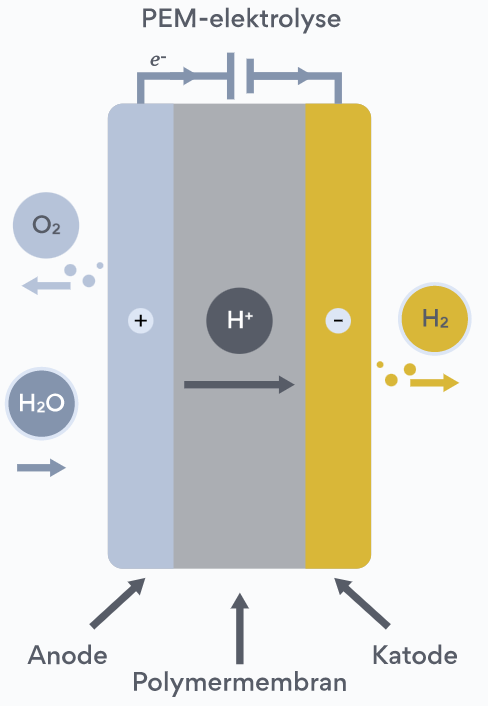 PEM-elektrolyse
e-
O₂
+
H⁺
−
H₂
H₂O
Anode
Katode
Polymermembran